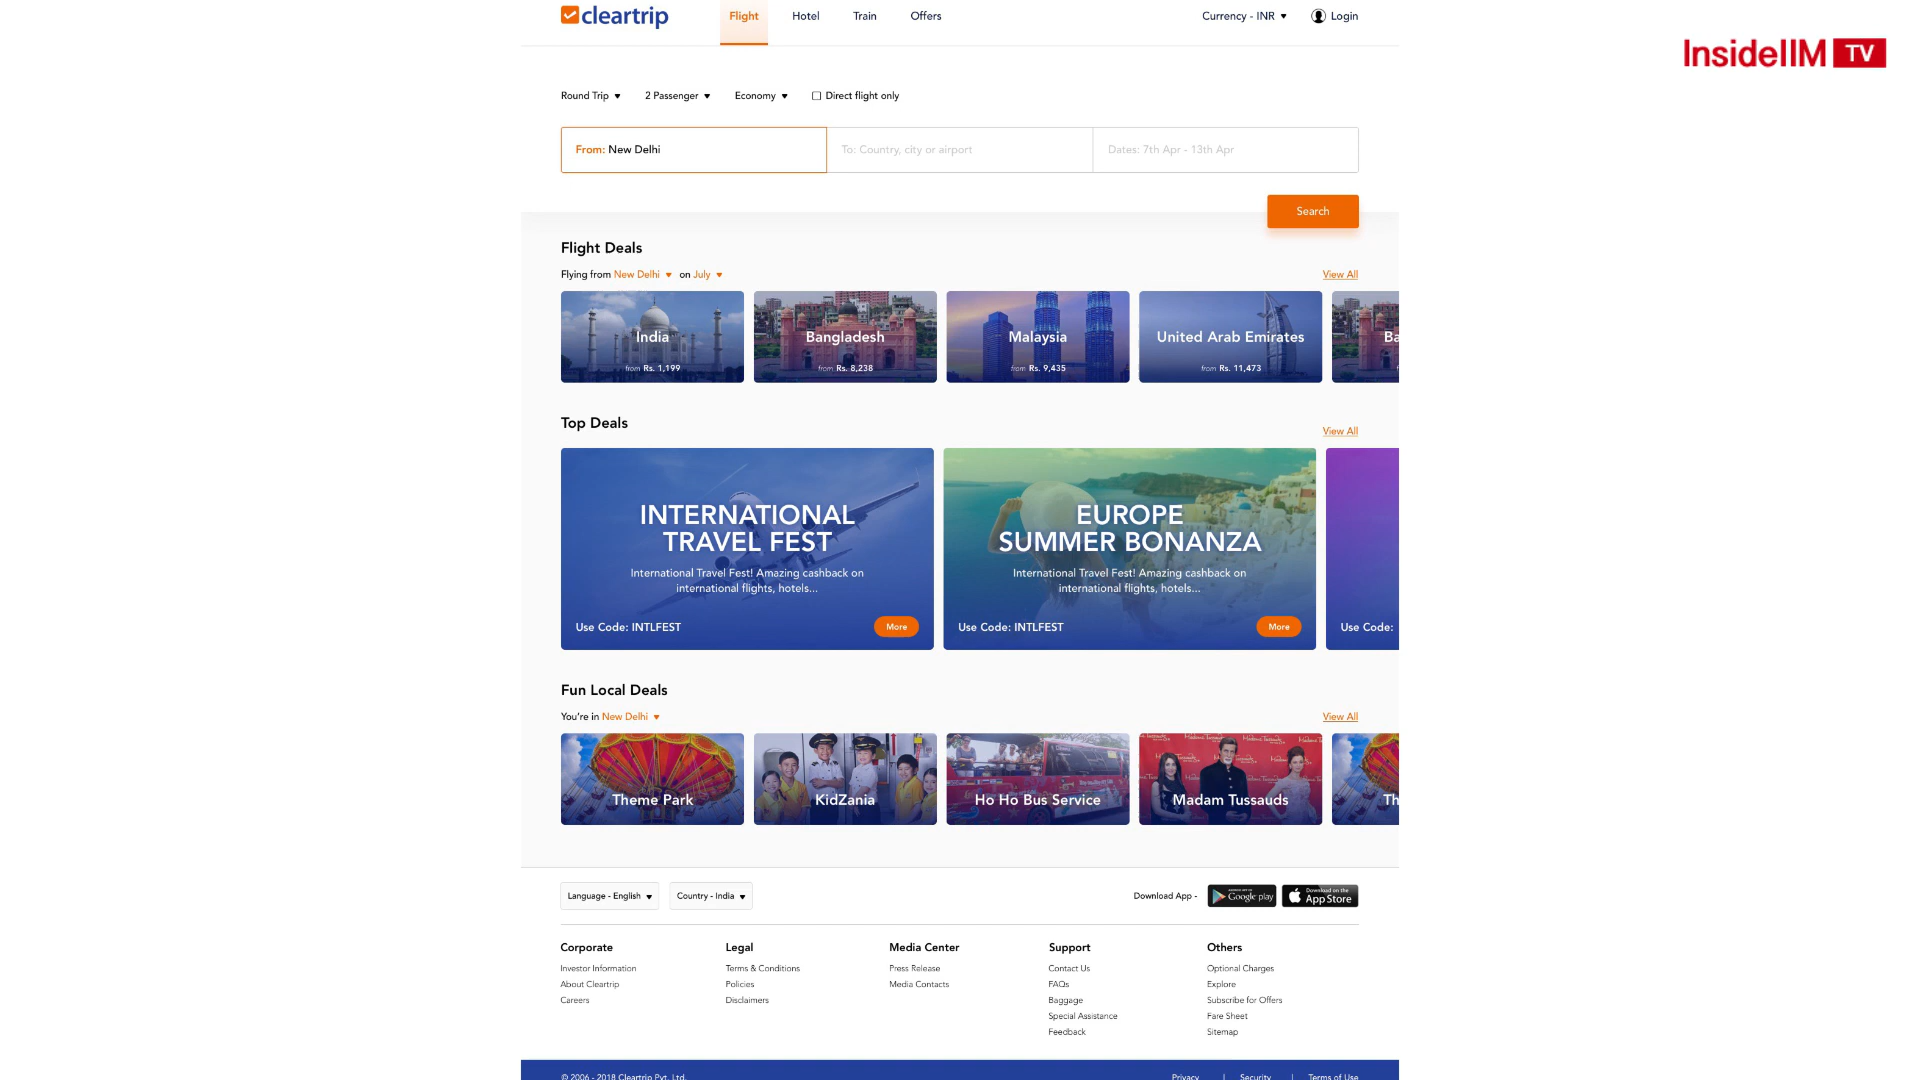 cleartrip
Flight
Hotel
Train
Offers
Currency - INR
Login
InsideIIM TV
Round Trip
2 Passenger
Economy
Direct flight only
From: New Delhi
To: Country, city or airport
Dates: 7th Apr - 13th Apr
Search
Flight Deals
Flying from New Delhi on July
View All
India
from Rs. 1,199
Bangladesh
from Rs. 8,238
Malaysia
from Rs. 9,435
United Arab Emirates
from Rs. 11,473
Ba
Top Deals
View All
INTERNATIONAL
TRAVEL FEST
International Travel Fest! Amazing cashback on
international flights, hotels...
Use Code: INTLFEST
More
EUROPE
SUMMER BONANZA
International Travel Fest! Amazing cashback on
international flights, hotels...
Use Code: INTLFEST
More
Use Code:
Fun Local Deals
You're in New Delhi
View All
Theme Park
KidZania
Ho Ho Bus Service
Madam Tussauds
Th
Language - English
Country - India
Download App -
Google play
Download on the
App Store
Corporate
Investor Information
About Cleartrip
Careers
Legal
Terms & Conditions
Policies
Disclaimers
Media Center
Press Release
Media Contacts
Support
Contact Us
FAQs
Baggage
Special Assistance
Feedback
Others
Optional Charges
Explore
Subscribe for Offers
Fare Sheet
Sitemap
© 2006 - 2018 Cleartrip Pvt. Ltd.
Privacy | Security | Terms of Use